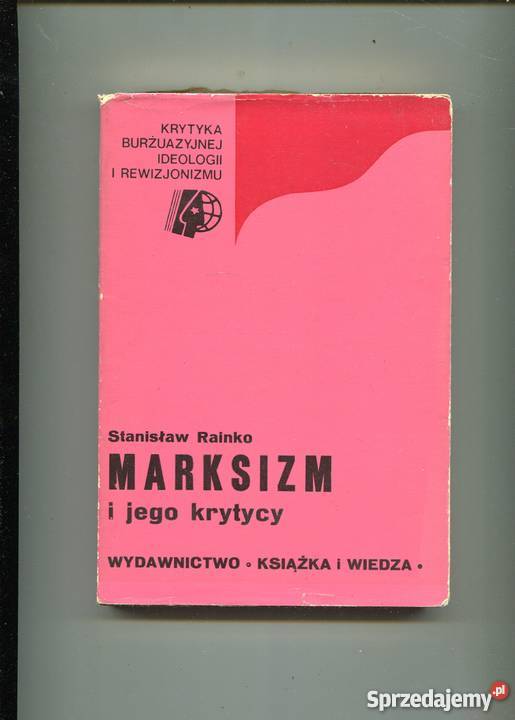 KRYTYKA
BURŻUAZYJNEJ
IDEOLOGII
I REWIZJONIZMU
Stanisław Rainko
MARKSIZM
i jego krytycy
WYDAWNICTWO • KSIĄŻKA i WIEDZA •
Sprzedajemy.pl